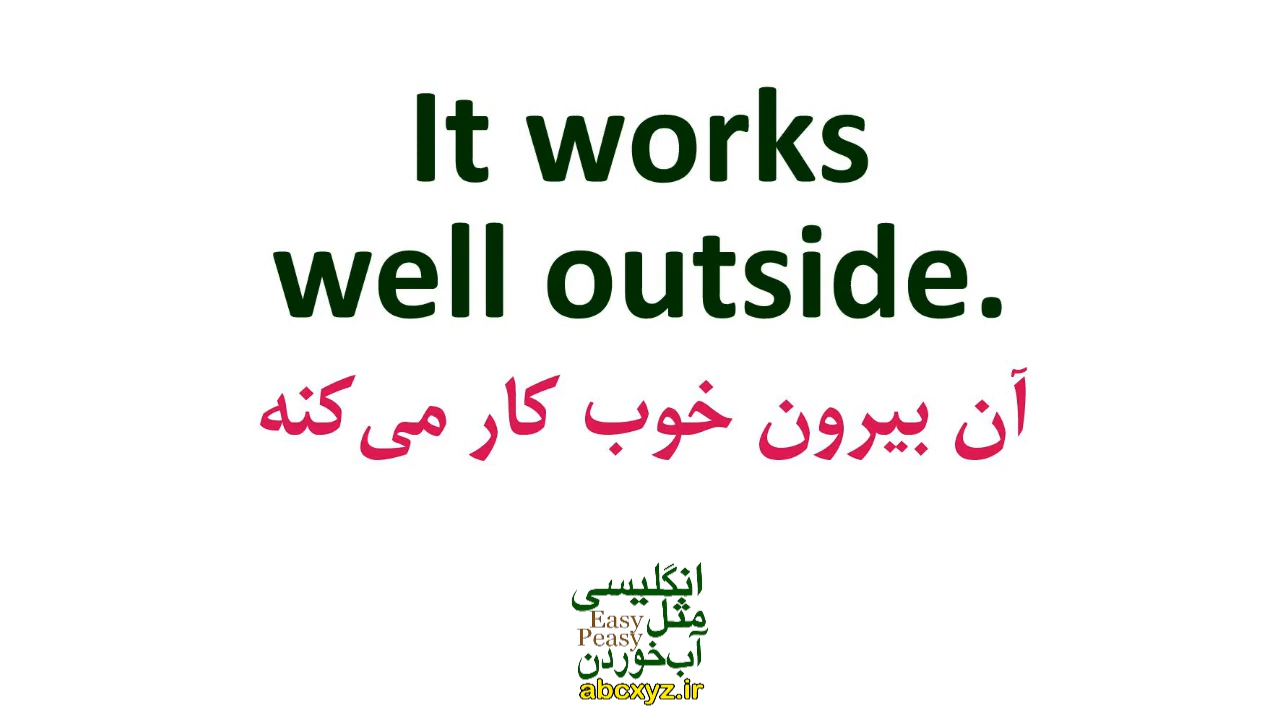 It works
well outside.
آن بیرون خوب کار می‌کنه
انگلیسی
مثل
Easy
Peasy
آب‌خوردن
abcxyz.ir